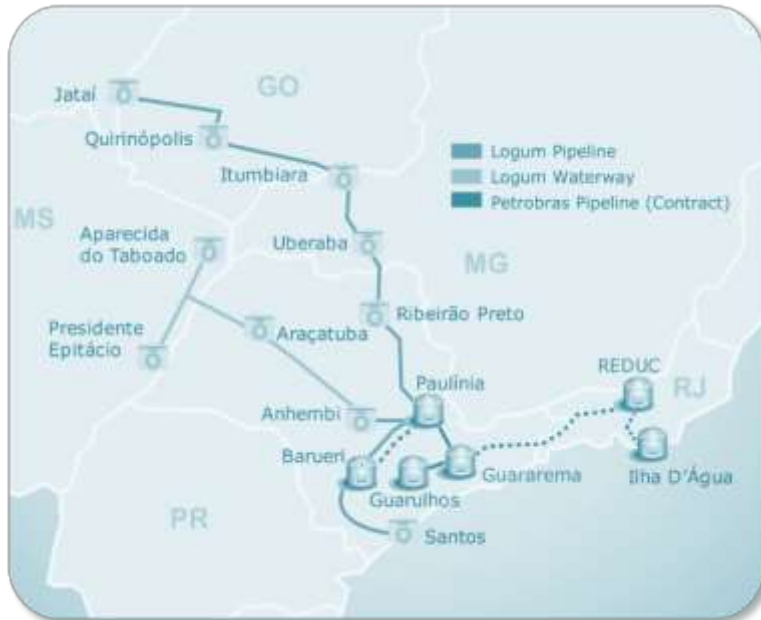 GO
Jataí
Quirinópolis
Logum Pipeline
Itumbiara
Logum Waterway
Petrobras Pipeline (Contract)
MS
Aparecida
do Taboado
Uberaba
MG
Presidente
Epitácio
Araçatuba
Ribeirão Preto
REDUC
Paulínia
RJ
Anhembi
Barueri
Guararema
Ilha D'Água
Guarulhos
PR
Santos